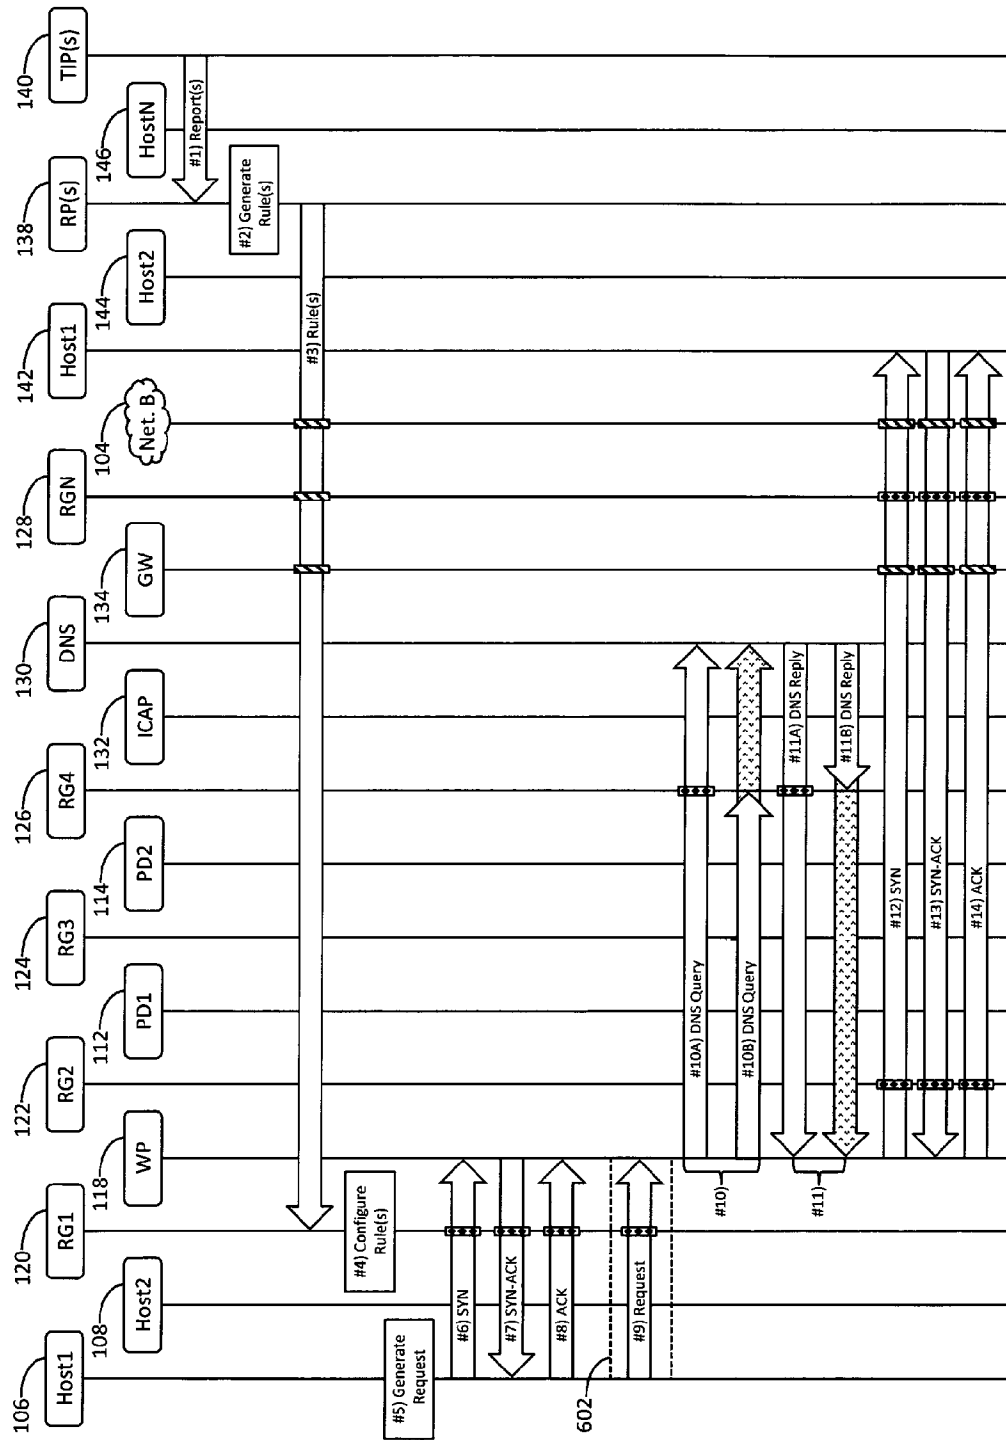 106
Host1
108
Host2
120
RG1
118
WP
122
RG2
112
PD1
124
RG3
114
PD2
126
RG4
132
ICAP
130
DNS
134
GW
128
RGN
104
Net. B
142
Host1
144
Host2
138
RP(s)
146
HostN
140
TIP(s)
#1) Report(s)
#2) Generate
Rule(s)
#3) Rule(s)
#4) Configure
Rule(s)
#5) Generate
Request
#6) SYN
#7) SYN-ACK
#8) ACK
602
#9) Request
#10)
#10A) DNS Query
#10B) DNS Query
#11)
#11A) DNS Reply
#11B) DNS Reply
#12) SYN
#13) SYN-ACK
#14) ACK